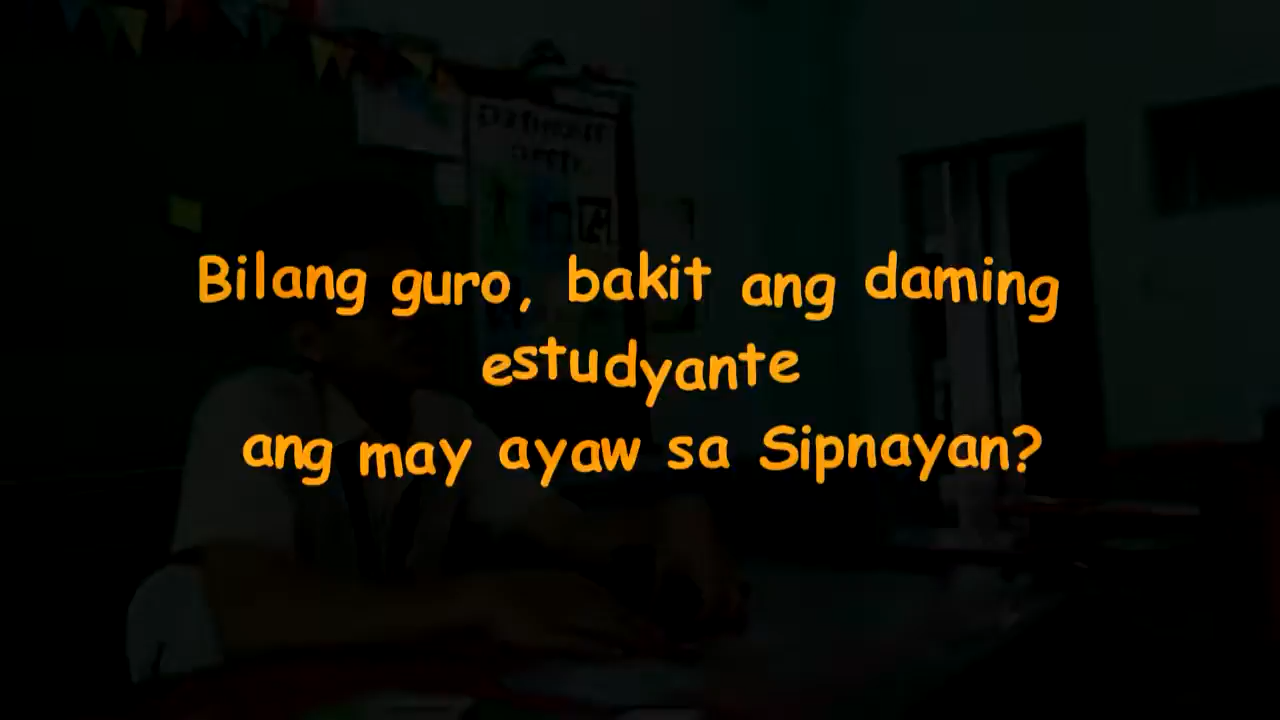 Bilang guro, bakit ang daming
estudyante
ang may ayaw sa Sipnayan?